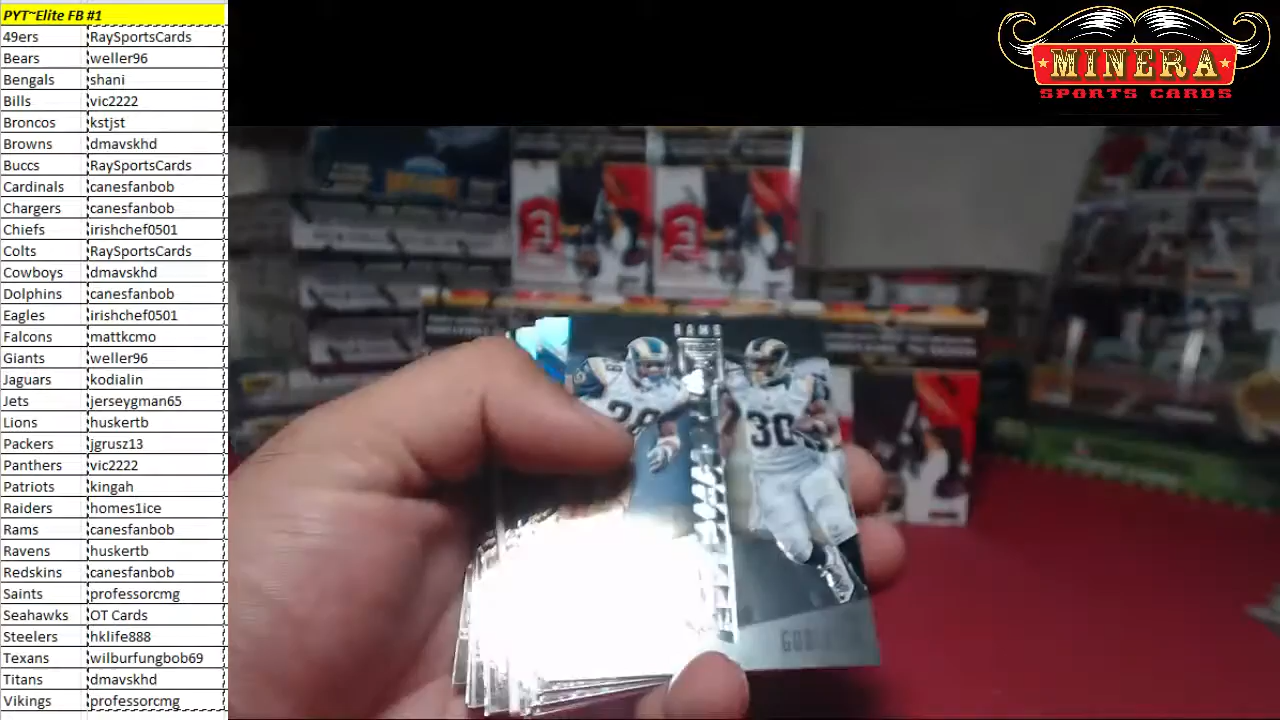 PYT~Elite FB #1
49ers RaySportsCards
Bears weller96
Bengals shani
Bills vic2222
Broncos kstjst
Browns dmavskhd
Buccs RaySportsCards
Cardinals canesfanbob
Chargers canesfanbob
Chiefs irishchef0501
Colts RaySportsCards
Cowboys dmavskhd
Dolphins canesfanbob
Eagles irishchef0501
Falcons mattkcmo
Giants weller96
Jaguars kodialin
Jets jerseygman65
Lions huskertb
Packers jgrusz13
Panthers vic2222
Patriots kingah
Raiders homes1ice
Rams canesfanbob
Ravens huskertb
Redskins canesfanbob
Saints professorcmg
Seahawks OT Cards
Steelers hklife888
Texans wilburfungbob69
Titans dmavskhd
Vikings professorcmg
MINERA
SPORTS CARDS
RAMS
28
30